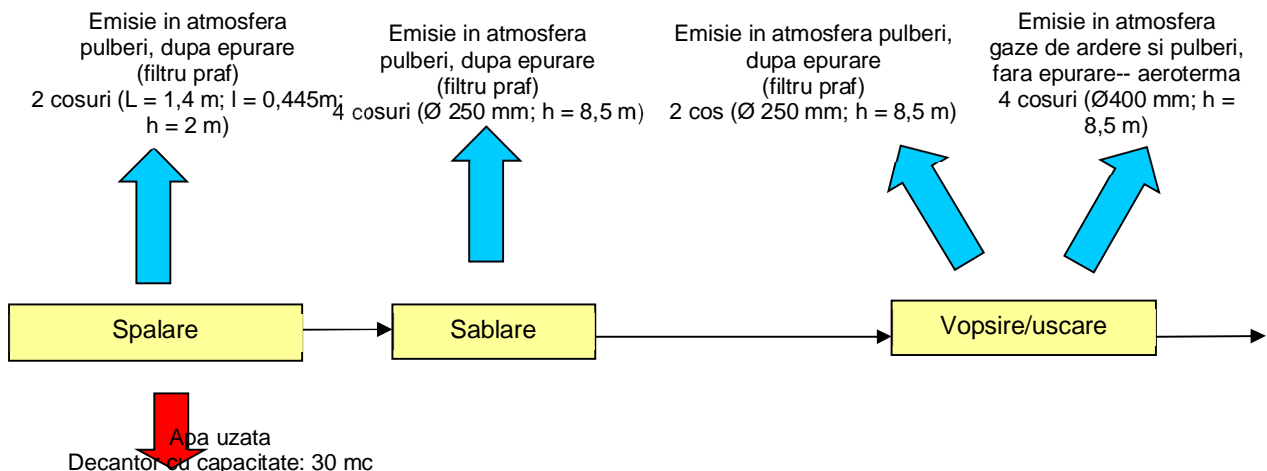 Emisie in atmosfera
pulberi, dupa epurare
(filtru praf)
2 cosuri (L = 1,4 m; l = 0,445m;
h = 2 m)
Emisie in atmosfera
pulberi, dupa epurare
(filtru praf)
4 cosuri (Ø 250 mm; h = 8,5 m)
Emisie in atmosfera pulberi,
dupa epurare
(filtru praf)
2 cos (Ø 250 mm; h = 8,5 m)
Emisie in atmosfera
gaze de ardere si pulberi,
fara epurare-- aeroterma
4 cosuri (Ø400 mm; h =
8,5 m)
Spalare
Sablare
Vopsire/uscare
Apa uzata
Decantor cu capacitate: 30 mc